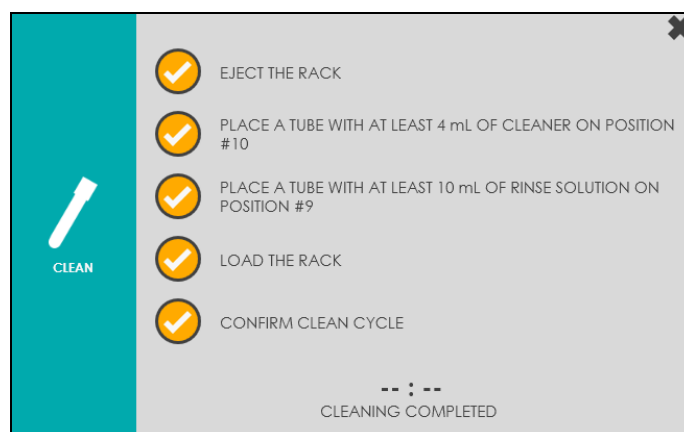 EJECT THE RACK
PLACE A TUBE WITH AT LEAST 4 mL OF CLEANER ON POSITION
#10
PLACE A TUBE WITH AT LEAST 10 mL OF RINSE SOLUTION ON
POSITION #9
CLEAN
LOAD THE RACK
CONFIRM CLEAN CYCLE
-- : --
CLEANING COMPLETED